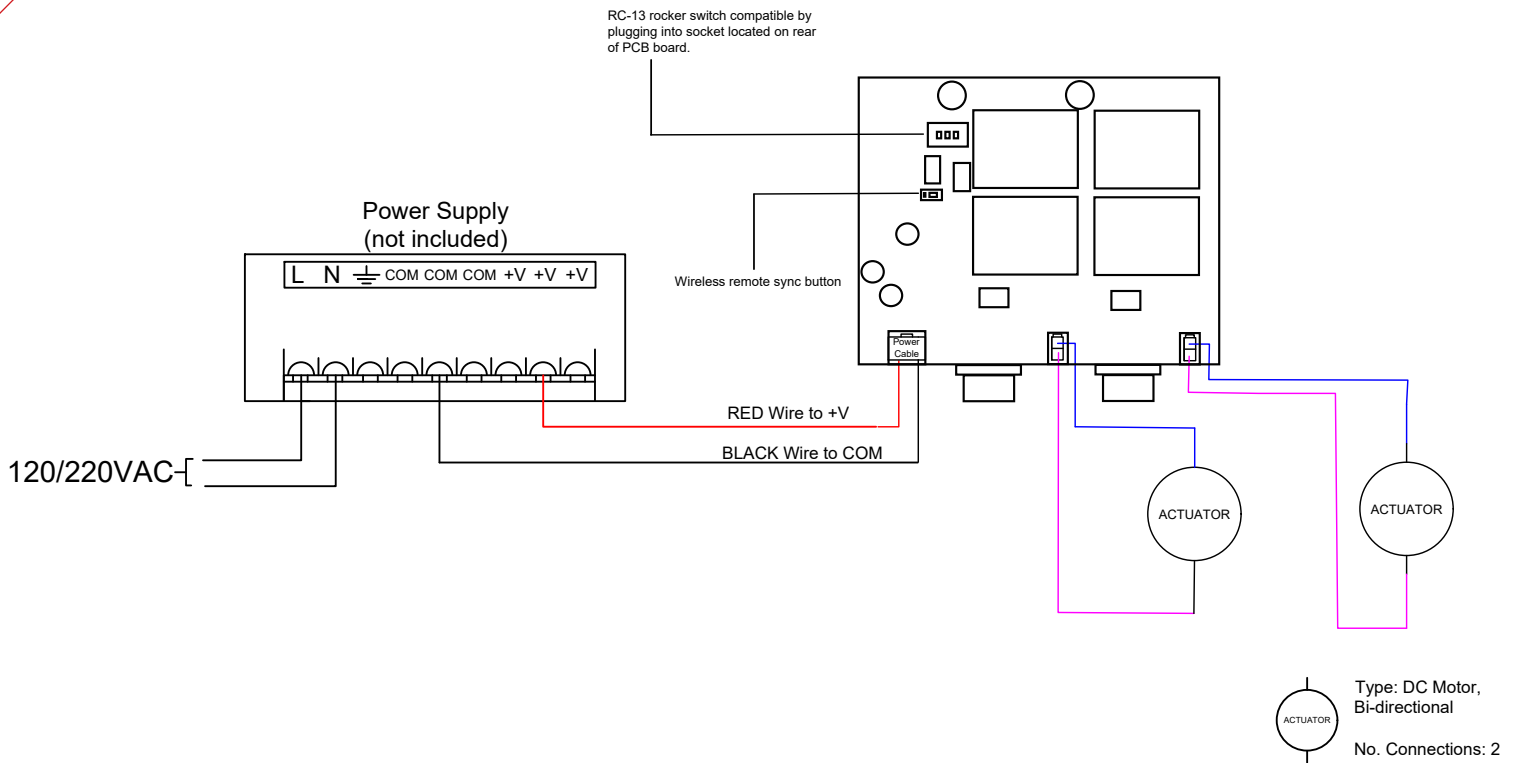 RC-13 rocker switch compatible by
plugging into socket located on rear
of PCB board.
Power Supply
(not included)
L N COM COM COM +V +V +V
Wireless remote sync button
Power
Cable
RED Wire to +V
BLACK Wire to COM
120/220VAC
ACTUATOR
ACTUATOR
ACTUATOR
Type: DC Motor,
Bi-directional
No. Connections: 2